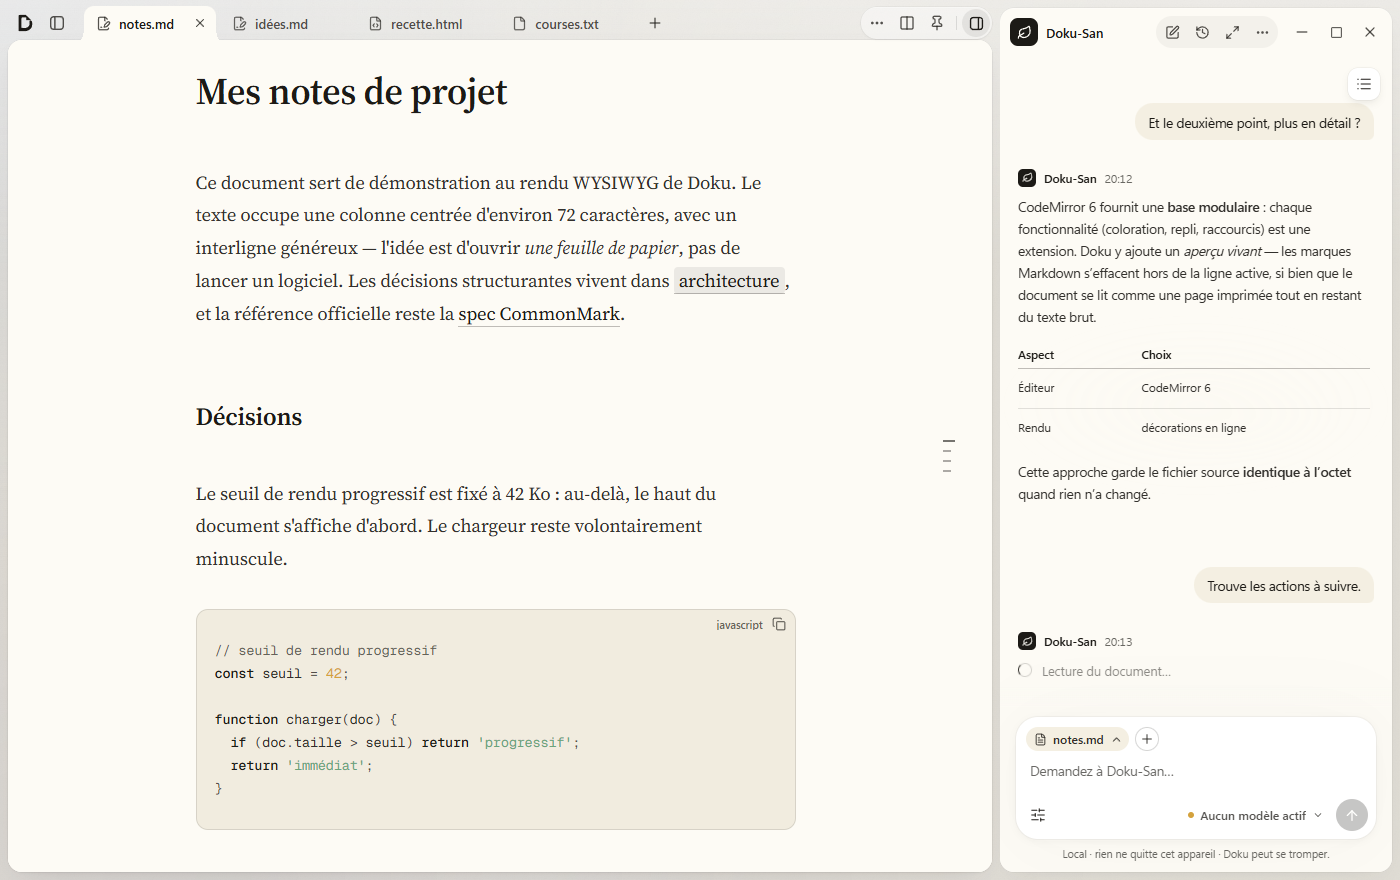 notes.md
idées.md
recette.html
courses.txt
Mes notes de projet
Ce document sert de démonstration au rendu WYSIWYG de Doku. Le
texte occupe une colonne centrée d'environ 72 caractères, avec un
interligne généreux — l'idée est d'ouvrir une feuille de papier, pas de
lancer un logiciel. Les décisions structurantes vivent dans architecture ,
et la référence officielle reste la spec CommonMark.
Décisions
Le seuil de rendu progressif est fixé à 42 Ko : au-delà, le haut du
document s'affiche d'abord. Le chargeur reste volontairement
minuscule.
javascript
// seuil de rendu progressif
const seuil = 42;
function charger(doc) {
if (doc.taille > seuil) return 'progressif';
return 'immédiat';
}
Doku-San
Et le deuxième point, plus en détail ?
Doku-San 20:12
CodeMirror 6 fournit une base modulaire : chaque
fonctionnalité (coloration, repli, raccourcis) est une
extension. Doku y ajoute un aperçu vivant — les marques
Markdown s’effacent hors de la ligne active, si bien que le
document se lit comme une page imprimée tout en restant
du texte brut.
Aspect Choix
Éditeur CodeMirror 6
Rendu décorations en ligne
Cette approche garde le fichier source identique à l’octet
quand rien n’a changé.
Trouve les actions à suivre.
Doku-San 20:13
Lecture du document…
notes.md
Demandez à Doku-San…
Aucun modèle actif
Local · rien ne quitte cet appareil · Doku peut se tromper.